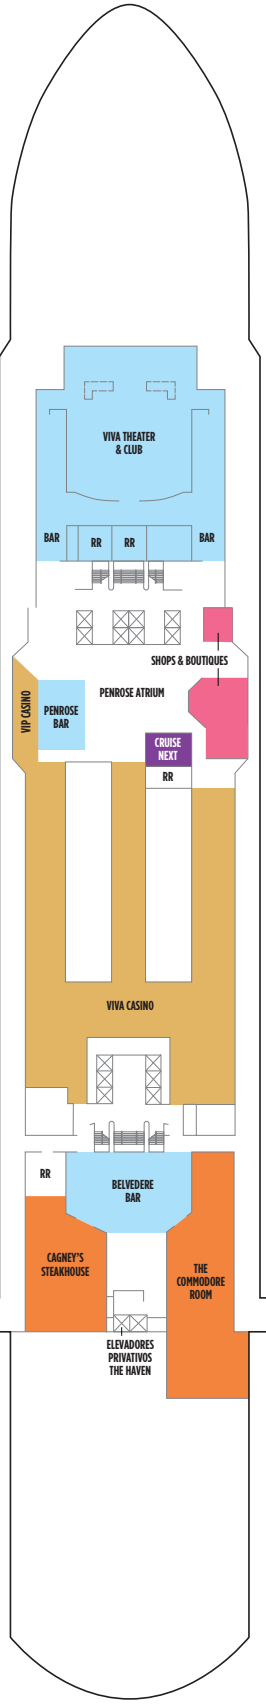 VIVA THEATER
& CLUB
BAR
RR
RR
BAR
SHOPS & BOUTIQUES
VIP CASINO
PENROSE
BAR
PENROSE ATRIUM
CRUISE
NEXT
RR
VIVA CASINO
RR
BELVEDERE
BAR
CAGNEY'S
STEAKHOUSE
THE
COMMODORE
ROOM
ELEVADORES
PRIVATIVOS
THE HAVEN